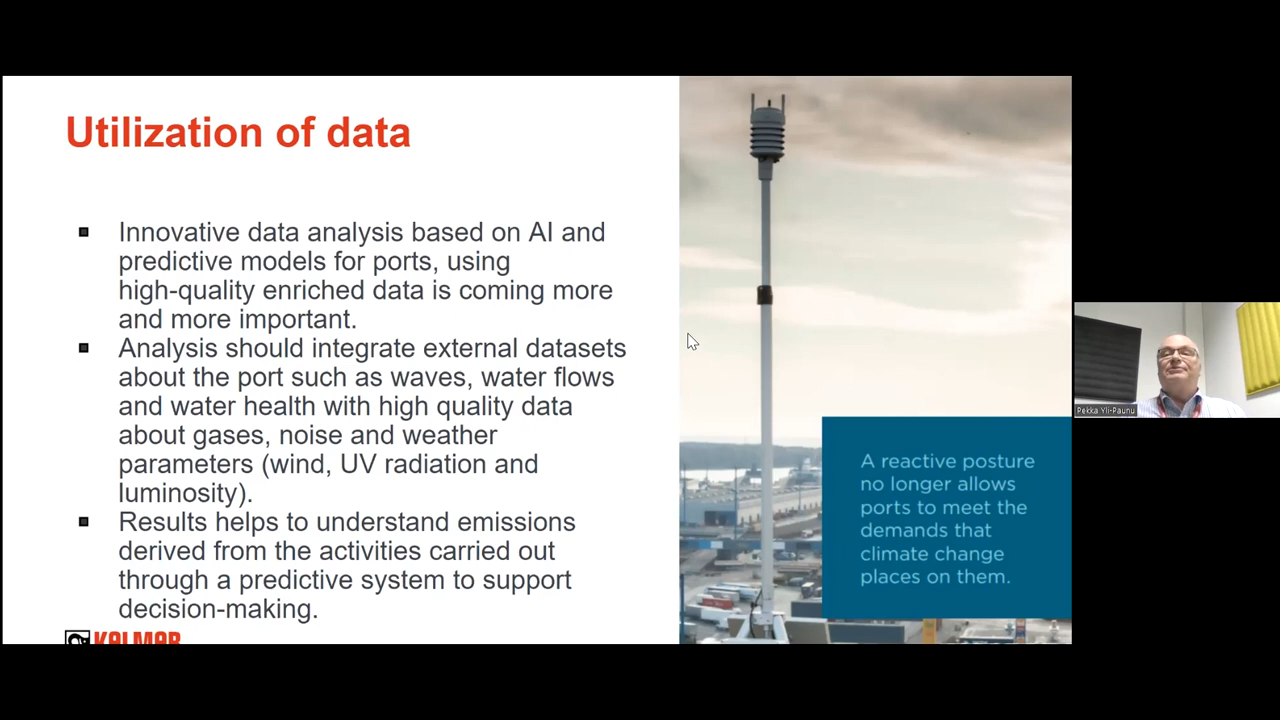 Utilization of data
Innovative data analysis based on AI and
predictive models for ports, using
high-quality enriched data is coming more
and more important.
Analysis should integrate external datasets
about the port such as waves, water flows
and water health with high quality data
about gases, noise and weather
parameters (wind, UV radiation and
luminosity).
Results helps to understand emissions
derived from the activities carried out
through a predictive system to support
decision-making.
KALMAR
A reactive posture
no longer allows
ports to meet the
demands that
climate change
places on them.
Pekka Yli-Paunu